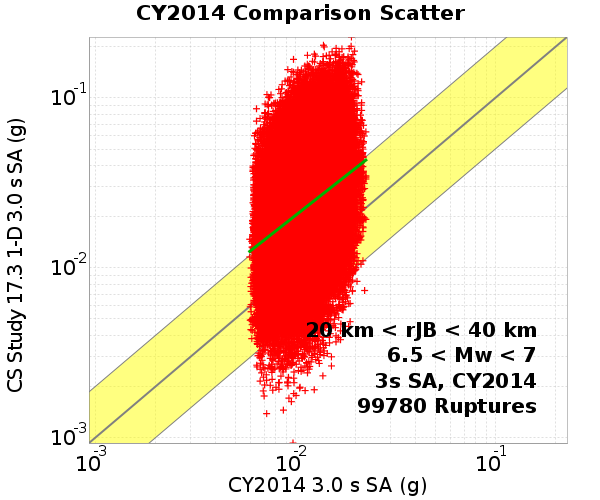 CY2014 Comparison Scatter
CS Study 17.3 1-D 3.0 s SA (g)
10-1
10-2
10-3
20 km < rJB < 40 km
6.5 < Mw < 7
3s SA, CY2014
99780 Ruptures
10-3 10-2 10-1
CY2014 3.0 s SA (g)